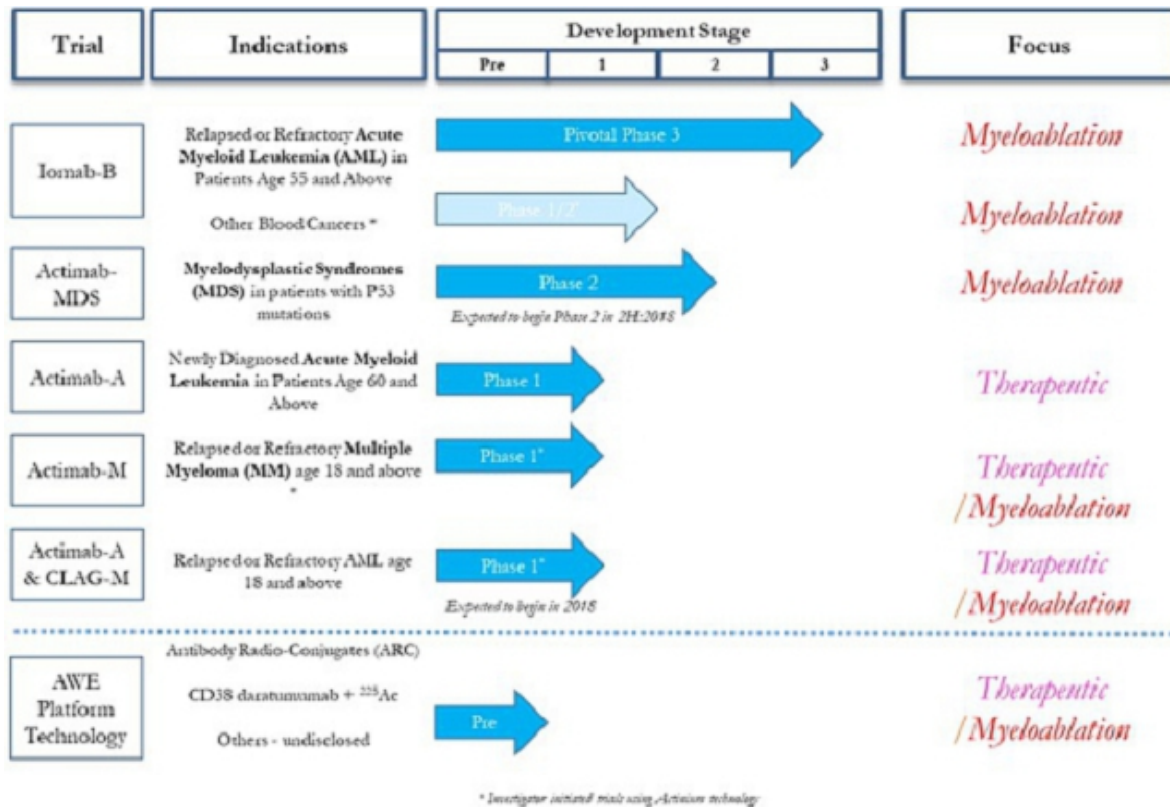 Trial
Indications
Development Stage
Pre
1
2
3
Focus
Iomab-B
Relapsed or Refractory Acute
Myeloid Leukemia (AML) in
Patients Age 55 and Above
Pivotal Phase 3
Myeloablation
Other Blood Cancers *
Phase 1/2*
Myeloablation
Actimab-
MDS
Myelodysplastic Syndromes
(MDS) in patients with P53
mutations
Phase 2
Expected to begin Phase 2 in 2H:2018
Myeloablation
Actimab-A
Newly Diagnosed Acute Myeloid
Leukemia in Patients Age 60 and
Above
Phase 1
Therapeutic
Actimab-M
Relapsed or Refractory Multiple
Myeloma (MM) age 18 and above
*
Phase 1*
Therapeutic
/Myeloablation
Actimab-A
& CLAG-M
Relapsed or Refractory AML age
18 and above
Phase 1*
Expected to begin in 2018
Therapeutic
/Myeloablation
AWE
Platform
Technology
Antibody Radio-Conjugates (ARC)
CD38 daratumumab + ²²⁵Ac
Others - undisclosed
Pre
Therapeutic
/Myeloablation
* Investigator initiated trials using Actinium technology